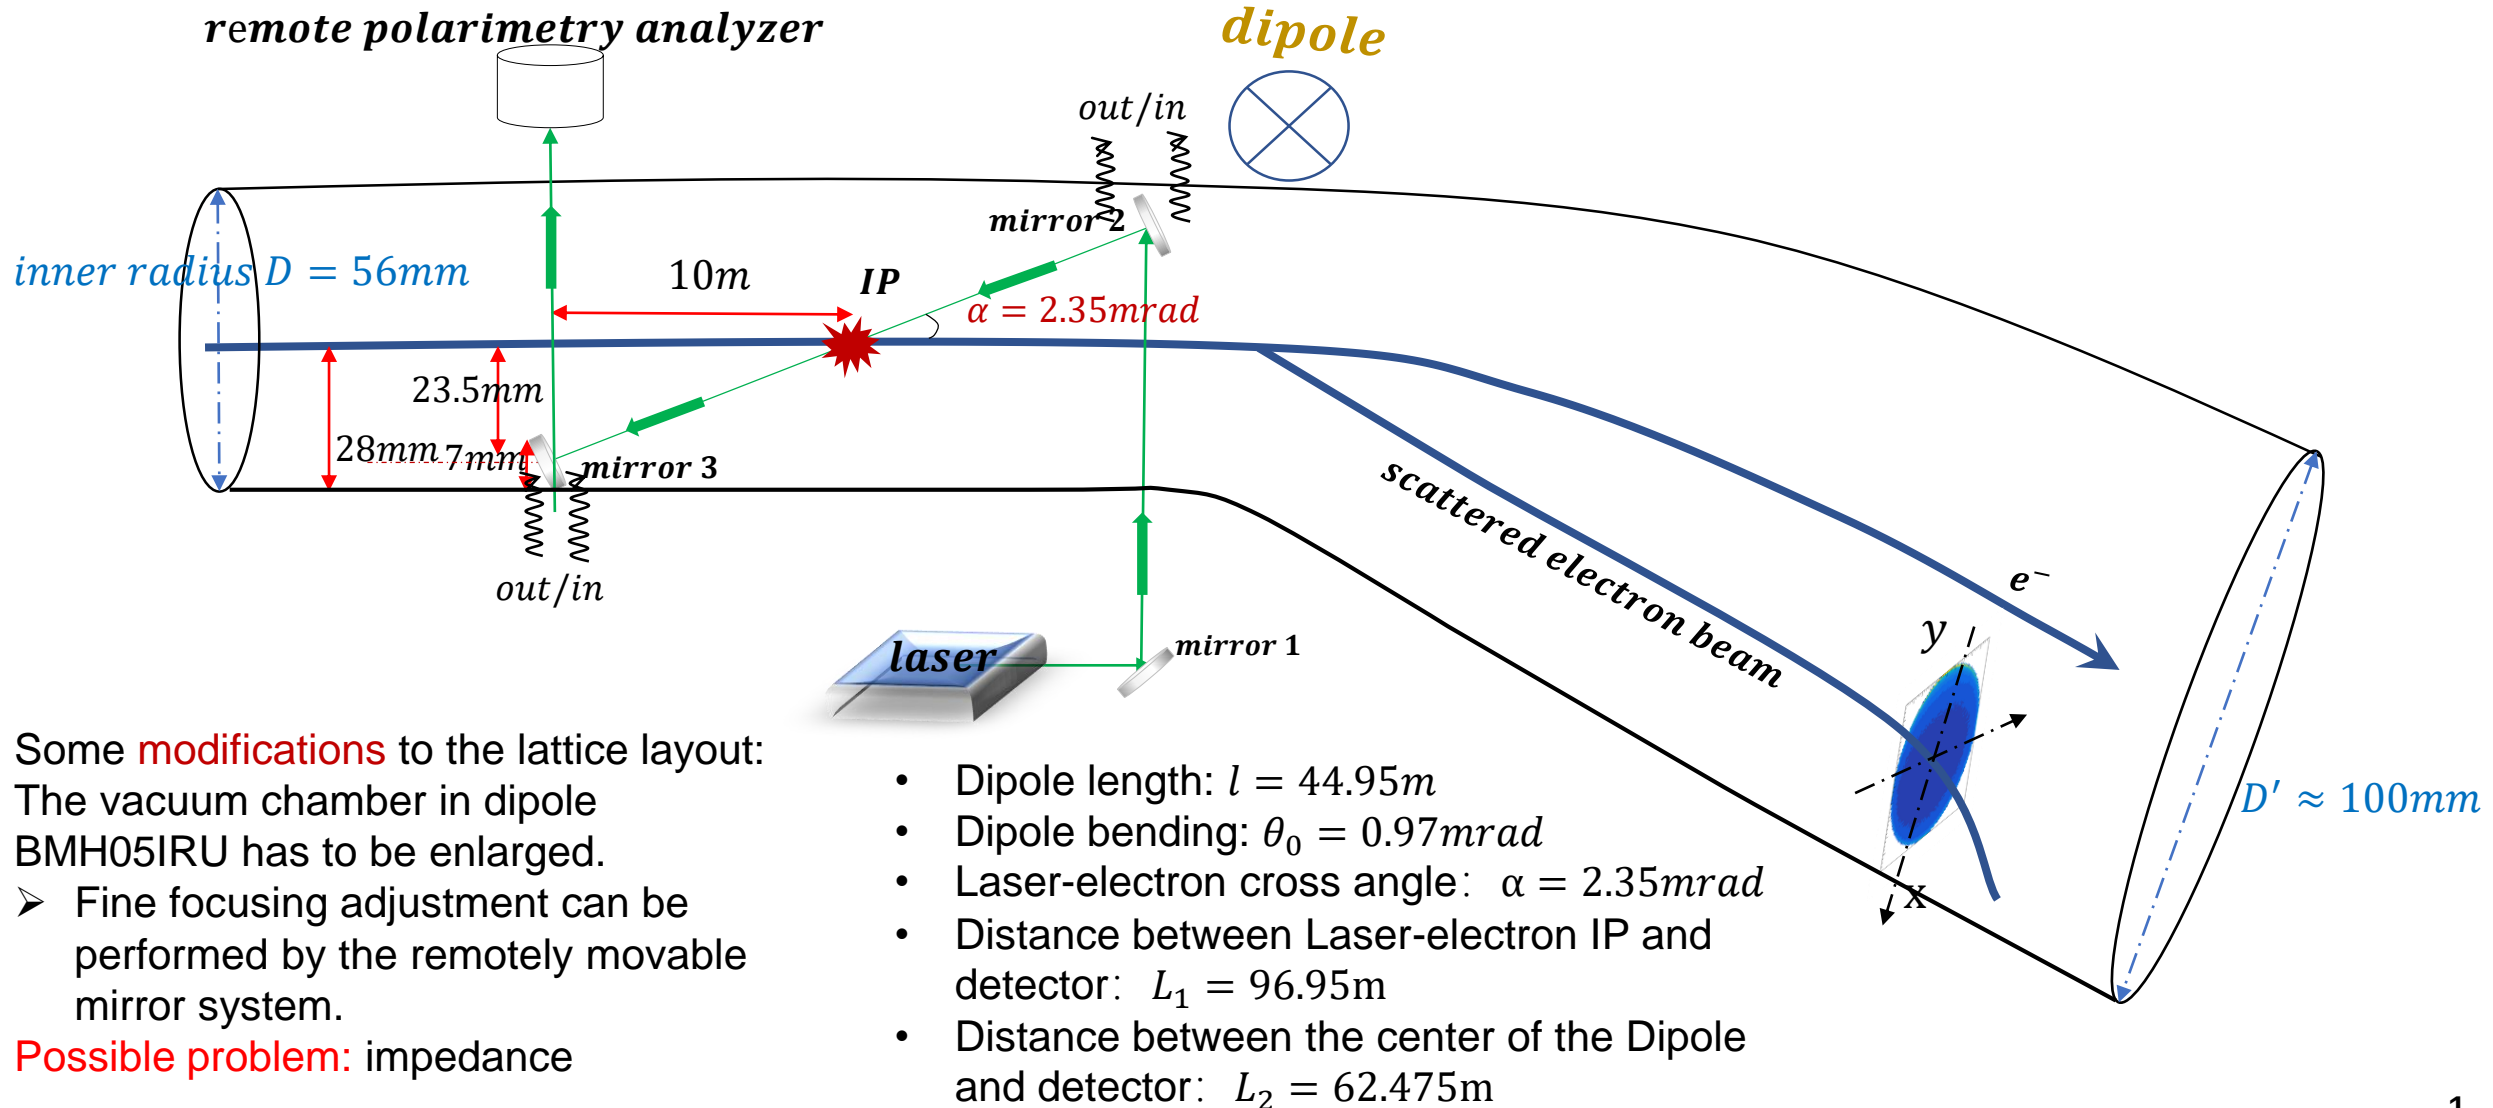 remote polarimetry analyzer
dipole
out/in
mirror 2
inner radius D = 56mm
10m
IP
α = 2.35mrad
23.5mm
28mm
7mm
mirror 3
out/in
scattered electron beam
e⁻
laser
mirror 1
y
x
D′ ≈ 100mm
Some modifications to the lattice layout:
The vacuum chamber in dipole
BMH05IRU has to be enlarged.
➢ Fine focusing adjustment can be
performed by the remotely movable
mirror system.
Possible problem: impedance
• Dipole length: l = 44.95m
• Dipole bending: θ₀ = 0.97mrad
• Laser-electron cross angle： α = 2.35mrad
• Distance between Laser-electron IP and
detector： L₁ = 96.95m
• Distance between the center of the Dipole
and detector： L₂ = 62.475m
1